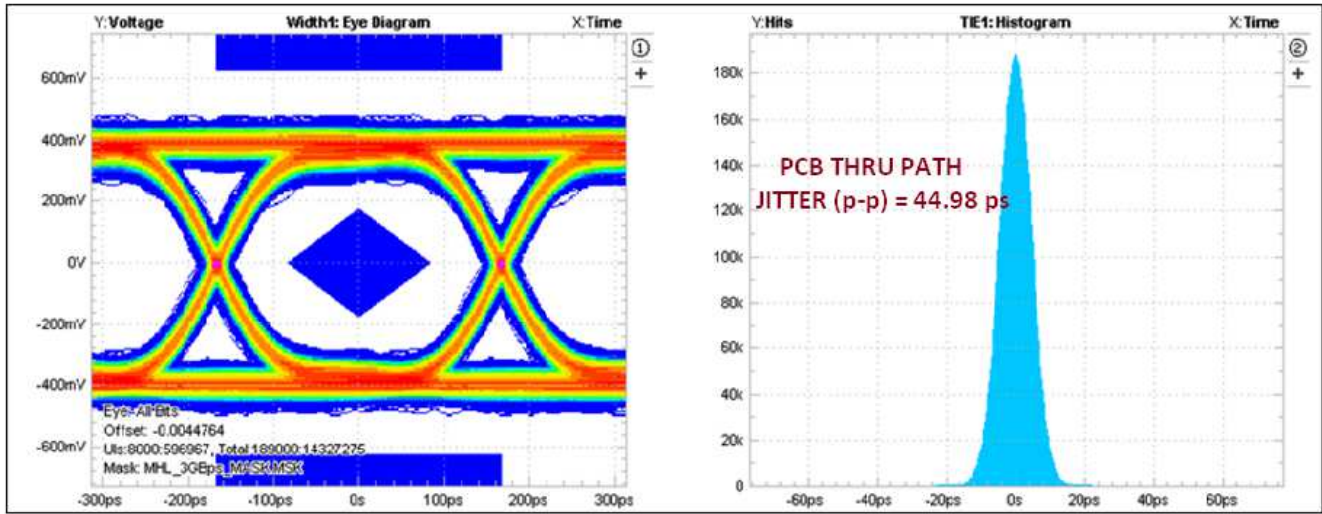 Y:Voltage Width1: Eye Diagram X:Time
①
+
600mV
400mV
200mV
0V
-200mV
-400mV
-600mV
Eye: All Bits
Offset: -0.0044764
UIs:8000:596967, Total 189000:14327275
Mask: MHL_3GBps_MASK.MSK
-300ps -200ps -100ps 0s 100ps 200ps 300ps
Y:Hits TIE1: Histogram X:Time
②
+
180k
160k
140k
120k
100k
80k
60k
40k
20k
0
PCB THRU PATH
JITTER (p-p) = 44.98 ps
-60ps -40ps -20ps 0s 20ps 40ps 60ps